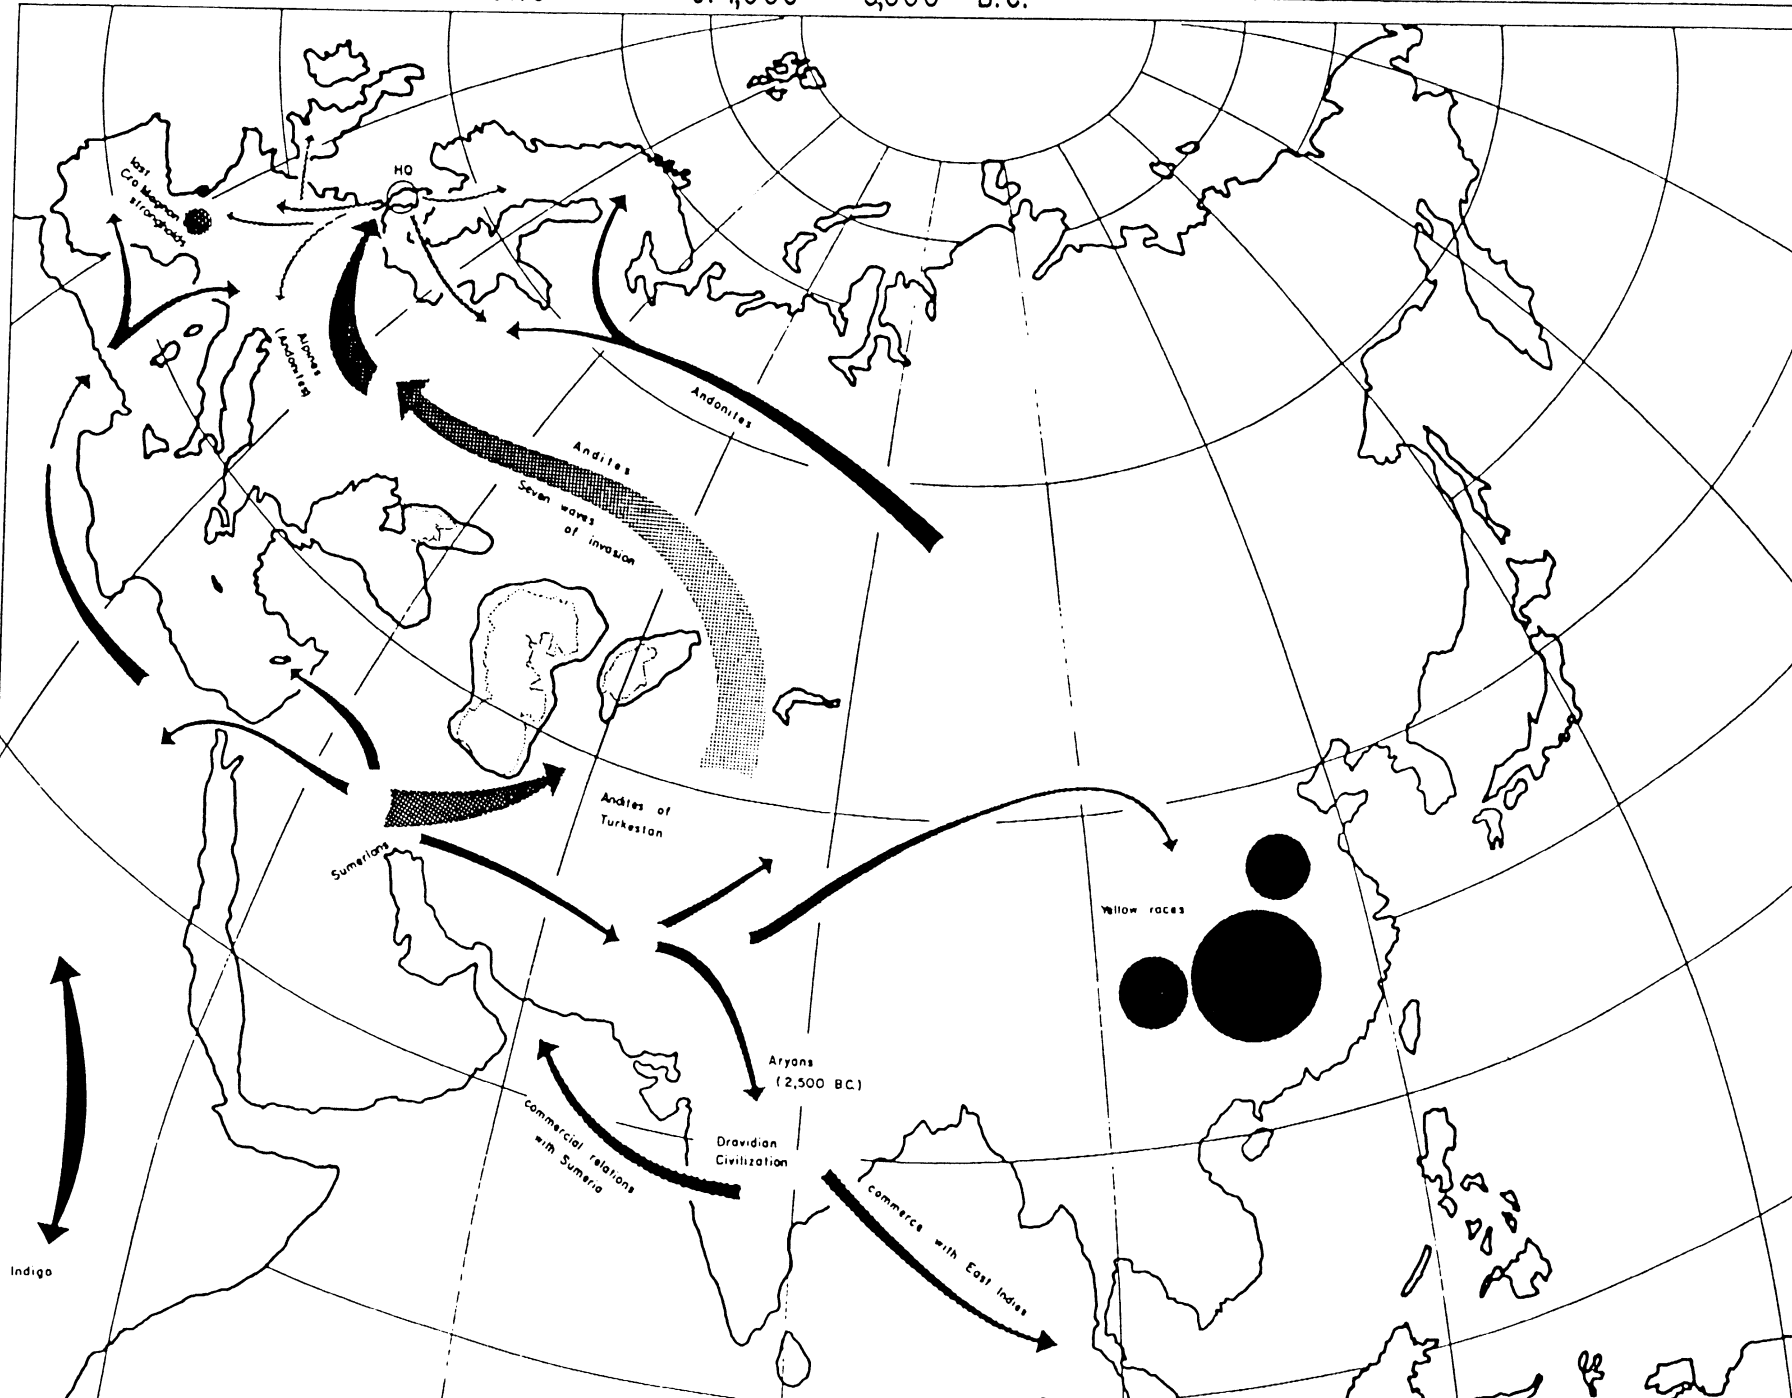 B.C.
HQ
last
Cro Magnon
strongholds
Alpines
(Andonites)
Andonites
Andites
Seven waves
of invasion
Andites of
Turkestan
Sumerians
Yellow races
Aryans
(2,500 B.C.)
Dravidian
Civilization
commercial relations
with Sumeria
commerce with East Indies
Indigo